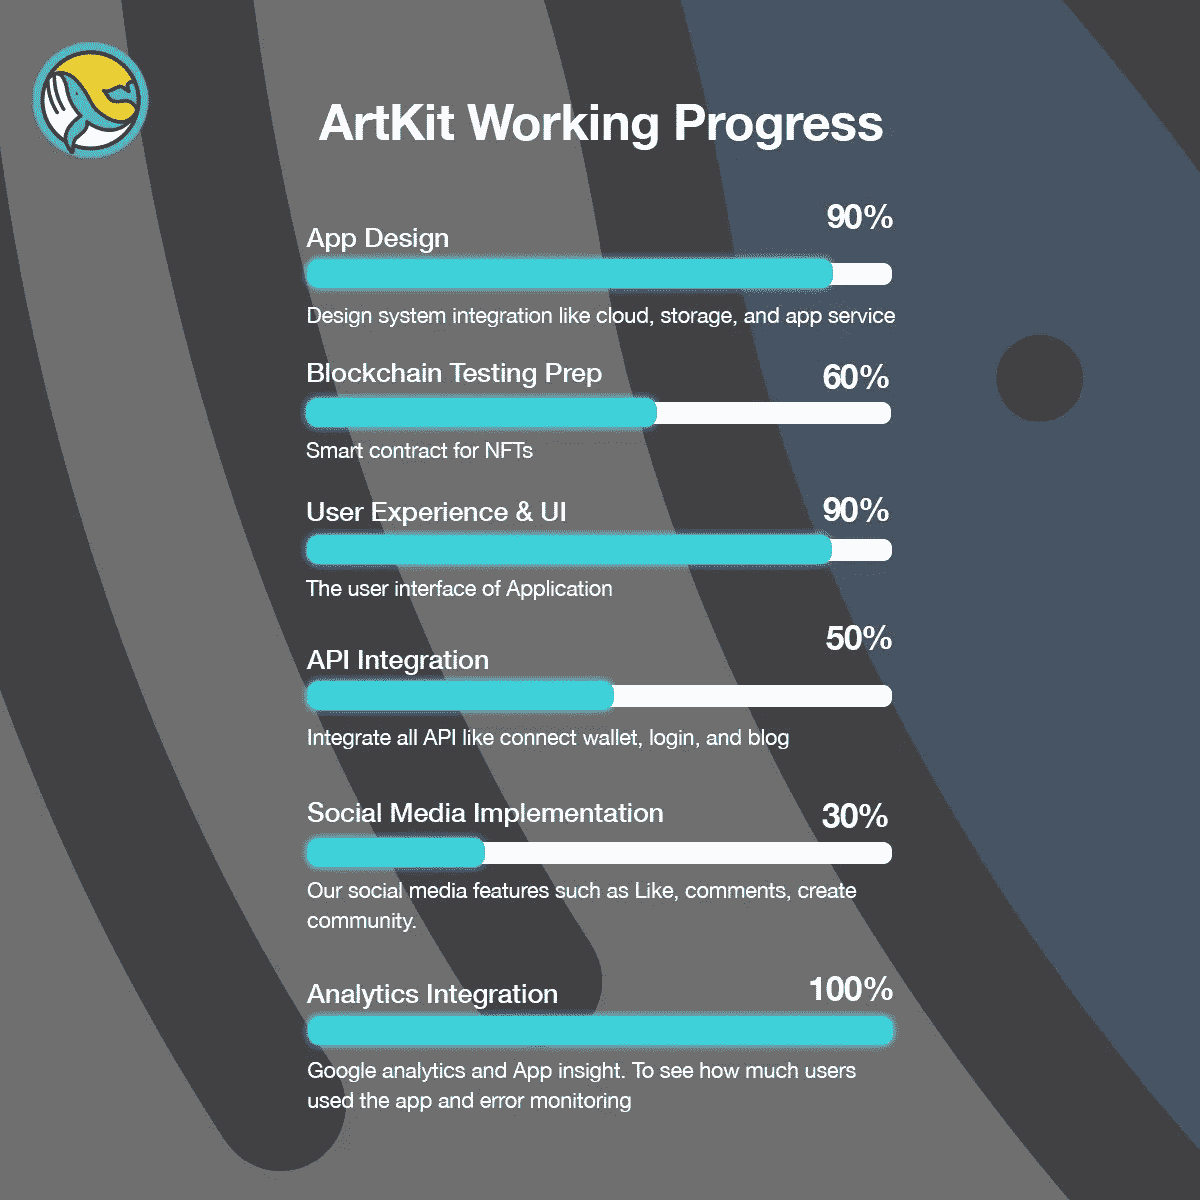 ArtKit Working Progress
App Design 90%
Design system integration like cloud, storage, and app service
Blockchain Testing Prep 60%
Smart contract for NFTs
User Experience & UI 90%
The user interface of Application
API Integration 50%
Integrate all API like connect wallet, login, and blog
Social Media Implementation 30%
Our social media features such as Like, comments, create
community.
Analytics Integration 100%
Google analytics and App insight. To see how much users
used the app and error monitoring